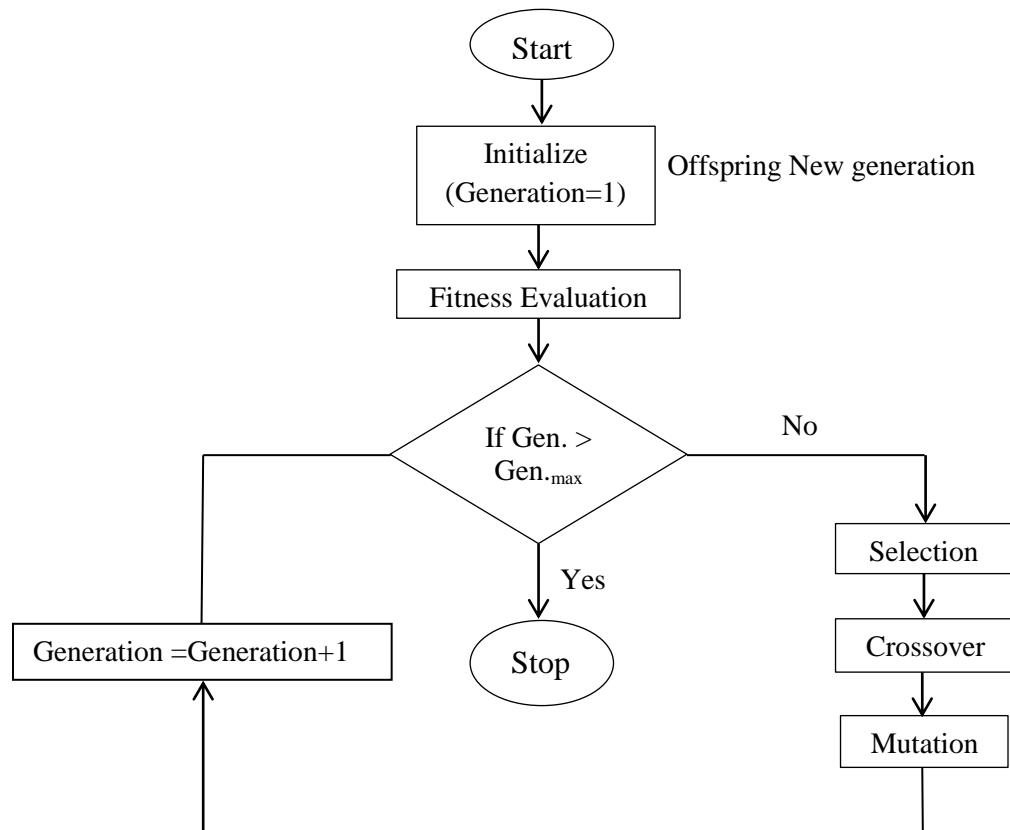 Start
Initialize
(Generation=1)
Offspring New generation
Fitness Evaluation
If Gen. >
Gen.max
No
Yes
Selection
Crossover
Mutation
Generation =Generation+1
Stop